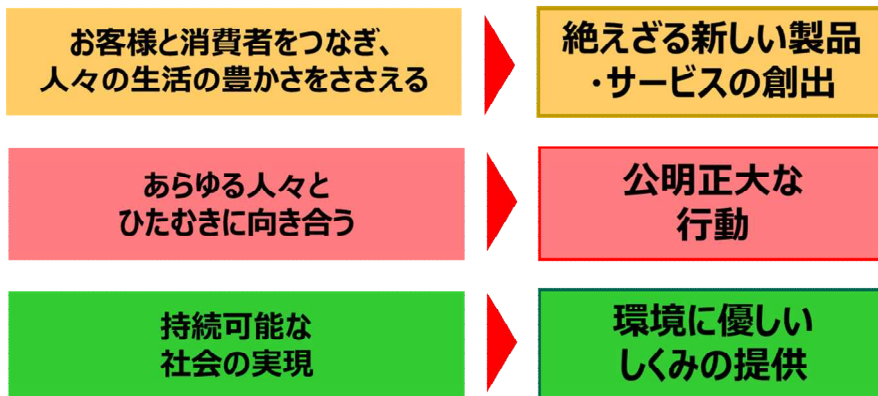 お客様と消費者をつなぎ、
人々の生活の豊かさをささえる
絶えざる新しい製品
・サービスの創出
あらゆる人々と
ひたむきに向き合う
公明正大な
行動
持続可能な
社会の実現
環境に優しい
しくみの提供